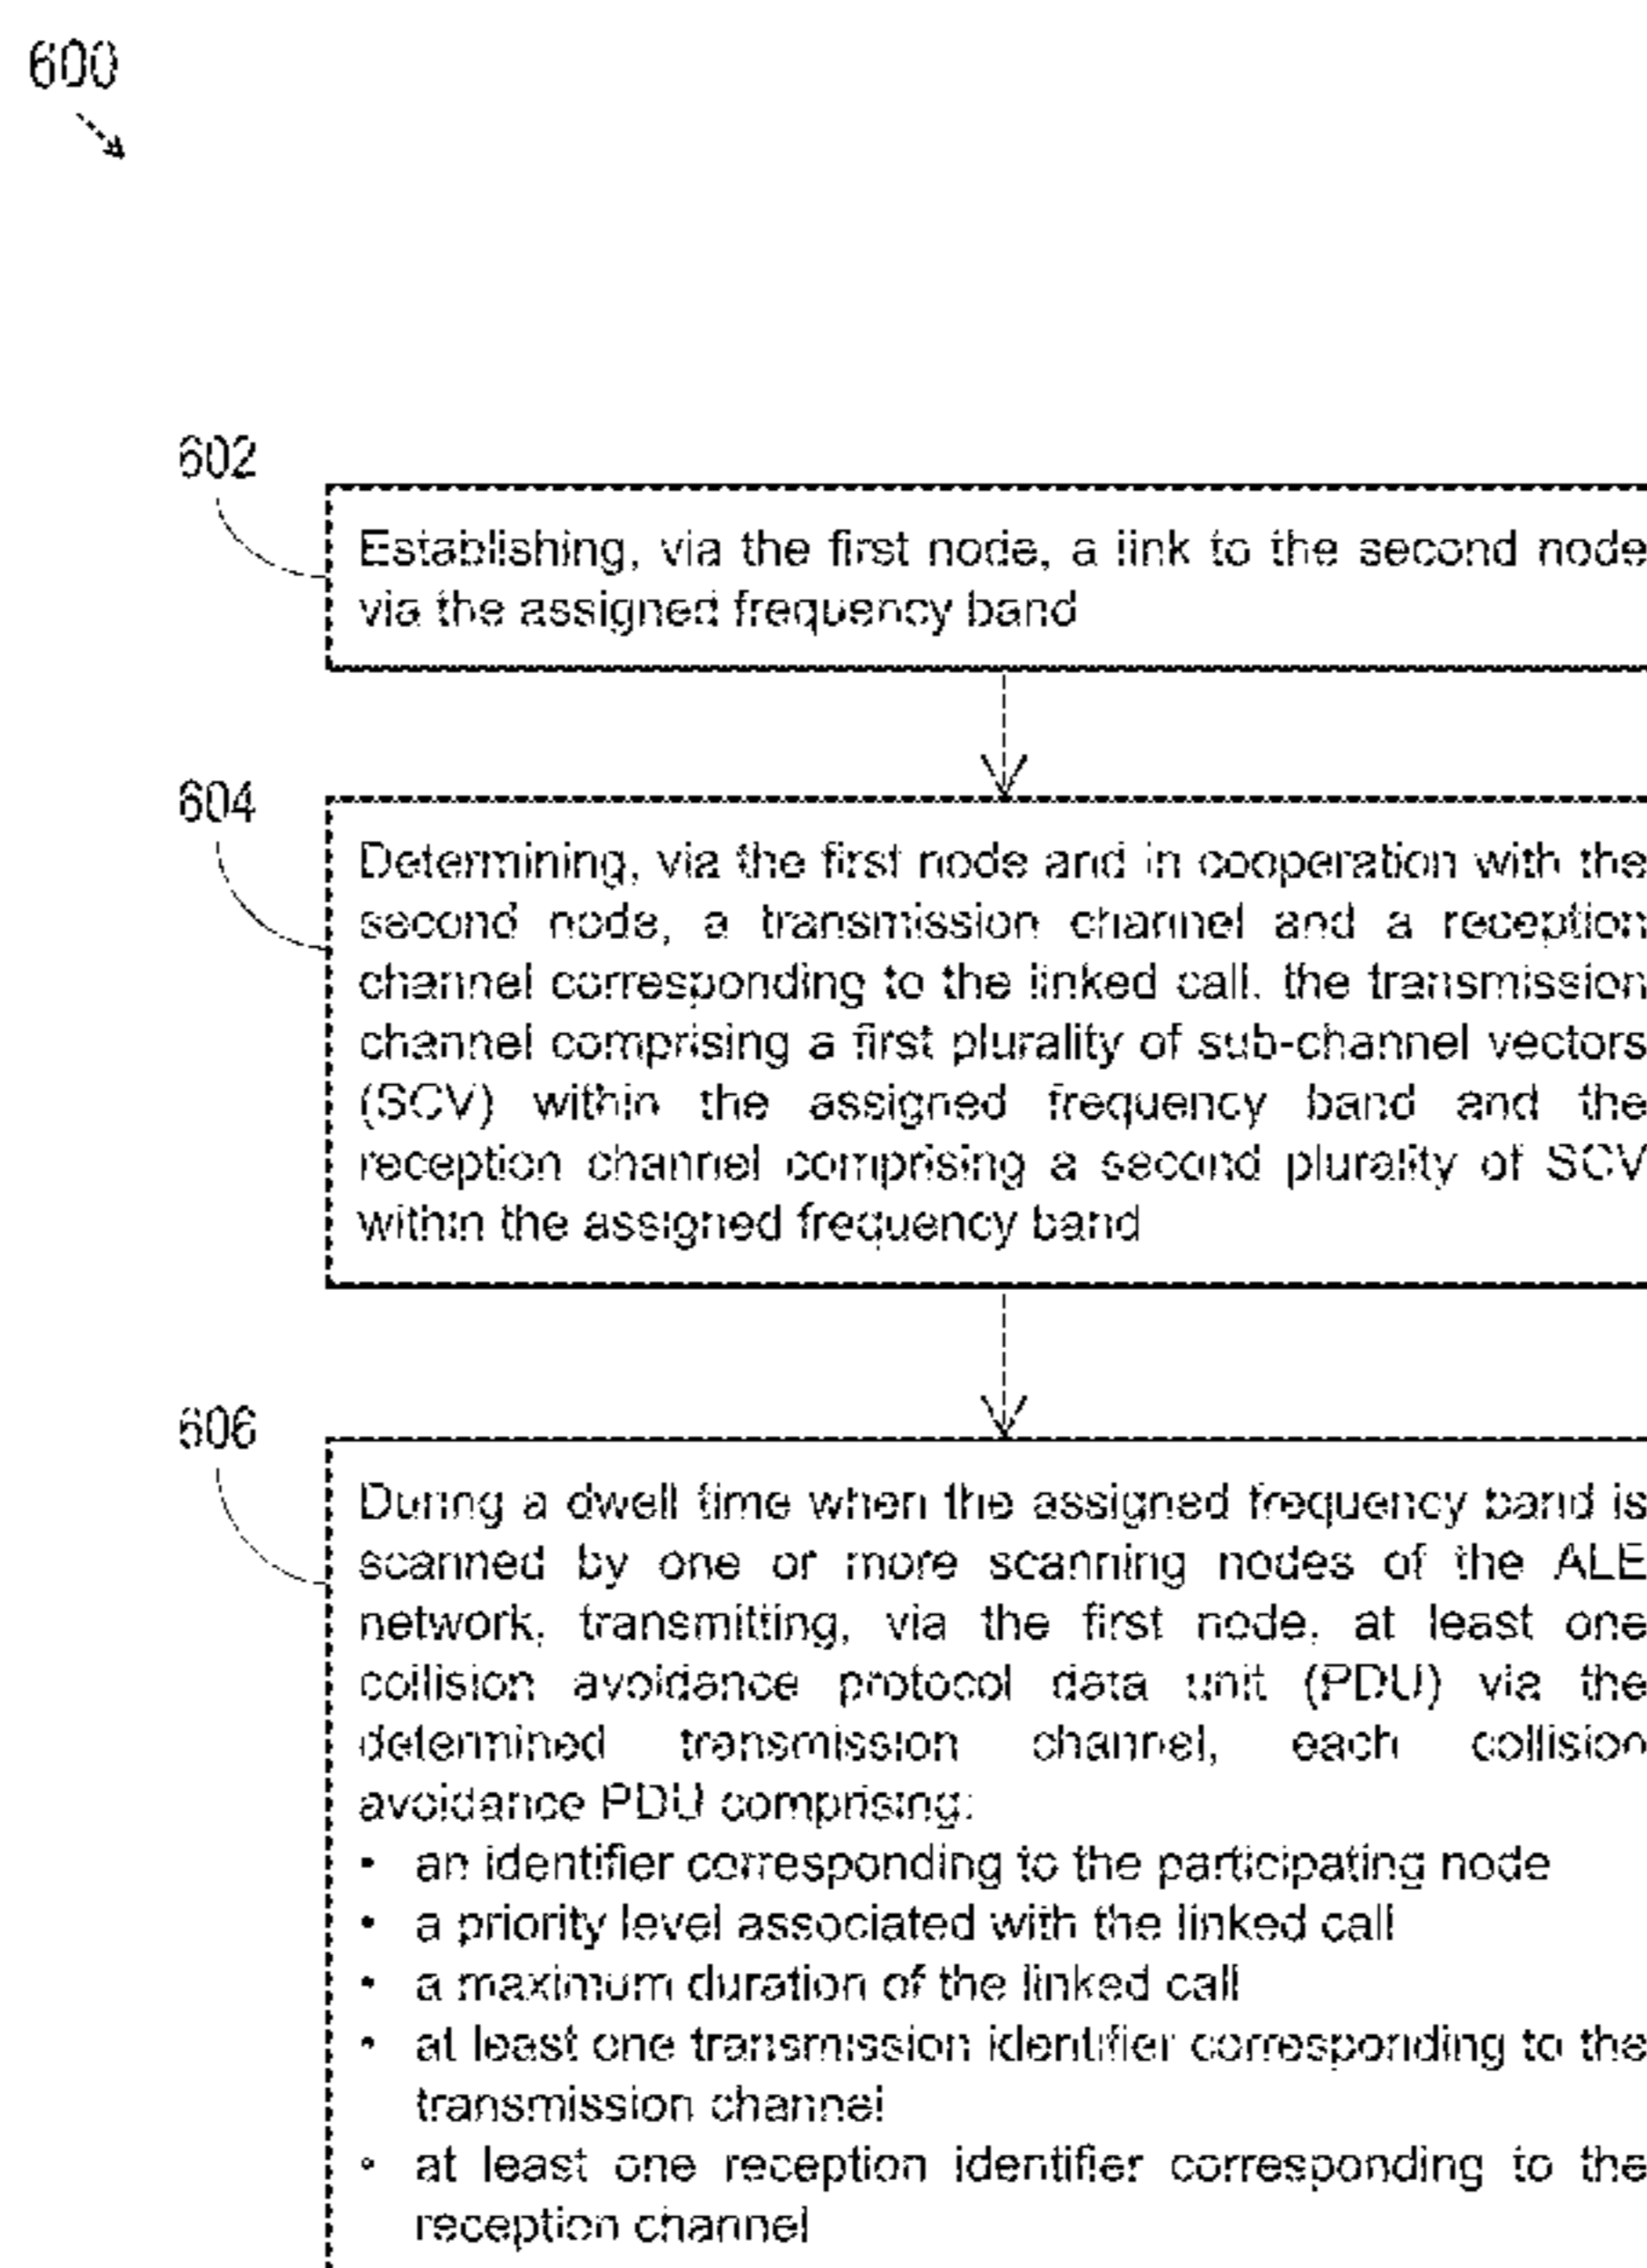 600
602
Establishing, via the first node, a link to the second node
via the assigned frequency band
604
Determining, via the first node and in cooperation with the
second node, a transmission channel and a reception
channel corresponding to the linked call, the transmission
channel comprising a first plurality of sub-channel vectors
(SCV) within the assigned frequency band and the
reception channel comprising a second plurality of SCV
within the assigned frequency band
606
During a dwell time when the assigned frequency band is
scanned by one or more scanning nodes of the ALE
network, transmitting, via the first node, at least one
collision avoidance protocol data unit (PDU) via the
determined transmission channel, each collision
avoidance PDU comprising:
• an identifier corresponding to the participating node
• a priority level associated with the linked call
• a maximum duration of the linked call
• at least one transmission identifier corresponding to the
transmission channel
• at least one reception identifier corresponding to the
reception channel